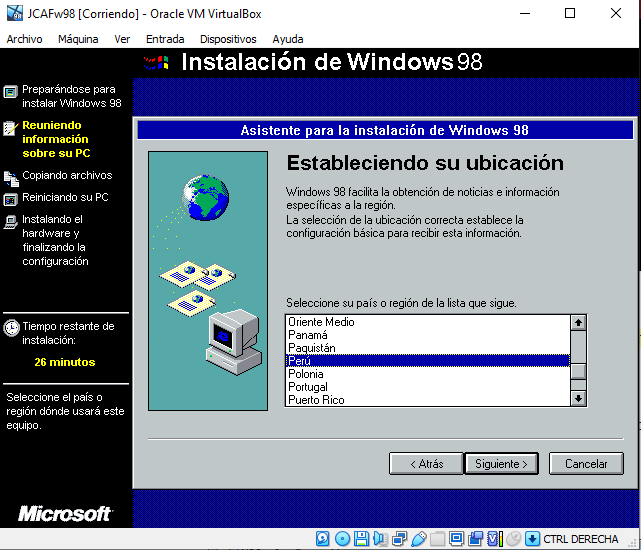 JCAFw98 [Corriendo] - Oracle VM VirtualBox
Archivo Máquina Ver Entrada Dispositivos Ayuda
Instalación de Windows 98
Preparándose para
instalar Windows 98
Reuniendo
información
sobre su PC
Copiando archivos
Reiniciando su PC
Instalando el
hardware y
finalizando la
configuración
Tiempo restante de
instalación:
26 minutos
Seleccione el país o
región dónde usará este
equipo.
Microsoft
Asistente para la instalación de Windows 98
Estableciendo su ubicación
Windows 98 facilita la obtención de noticias e información
específicas a la región.
La selección de la ubicación correcta establece la
configuración básica para recibir esta información.
Seleccione su país o región de la lista que sigue.
Oriente Medio
Panamá
Paquistán
Perú
Polonia
Portugal
Puerto Rico
< Atrás Siguiente > Cancelar
CTRL DERECHA